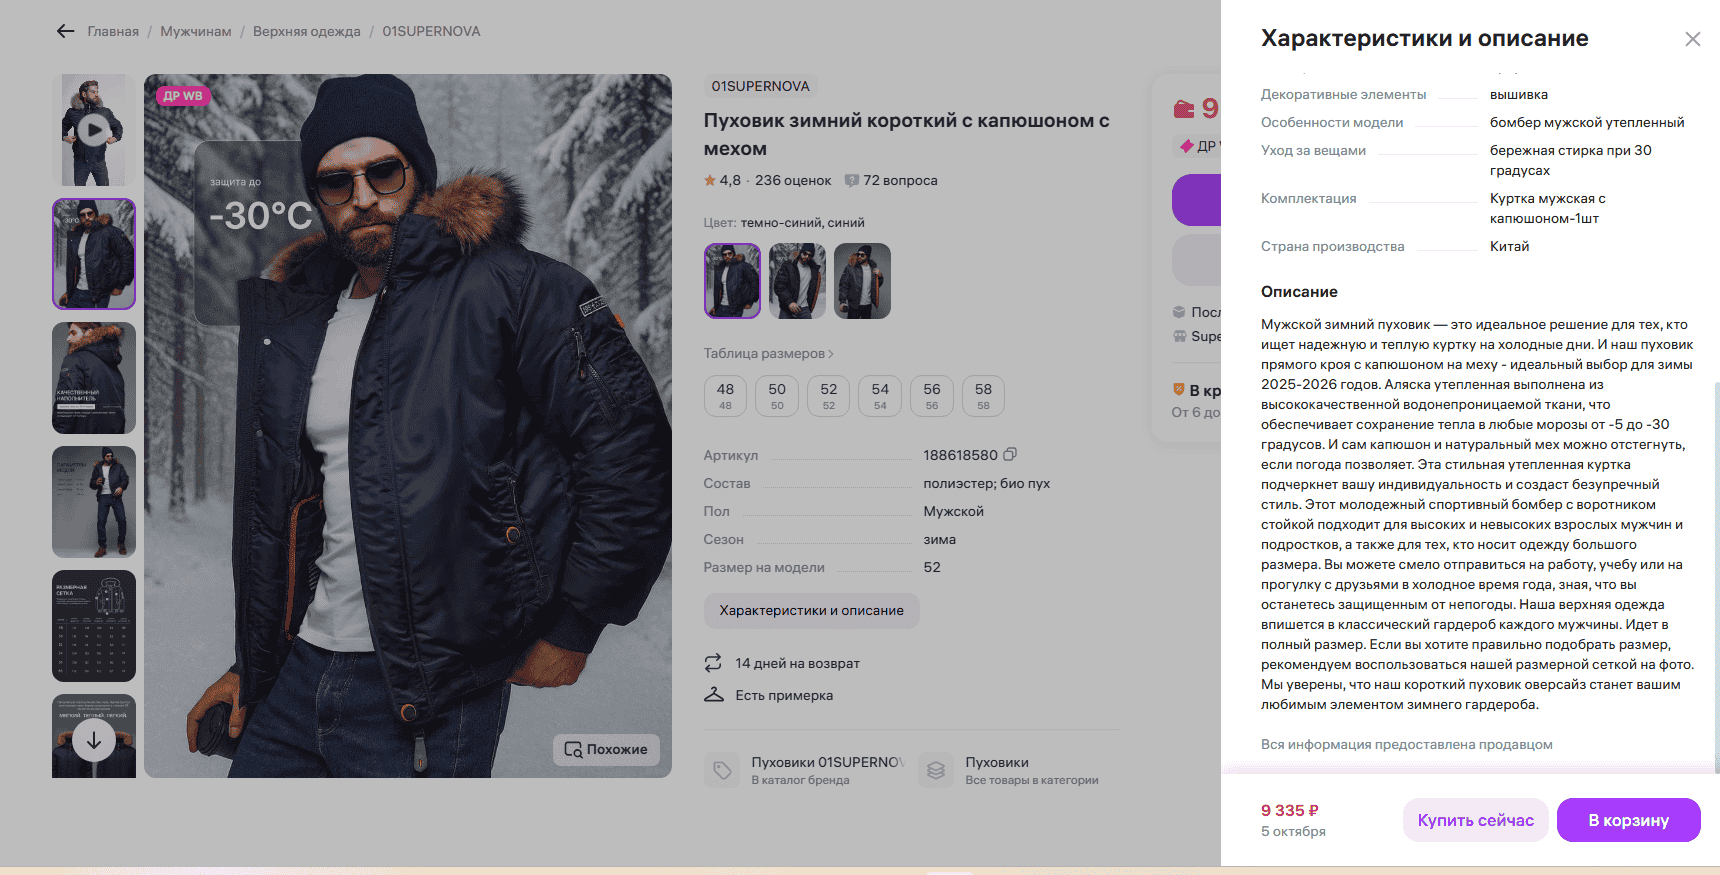 Главная / Мужчинам / Верхняя одежда / 01SUPERNOVA
ДР WB
защита до
-30°C
КАЧЕСТВЕННЫЙ
НАПОЛНИТЕЛЬ
РАЗМЕРНАЯ
СЕТКА
МЯГКИЙ, ТЕПЛЫЙ, ЛЕГКИЙ.
Похожие
01SUPERNOVA
Пуховик зимний короткий с капюшоном с
мехом
4,8 · 236 оценок 72 вопроса
Цвет: темно-синий, синий
Таблица размеров
48 50 52 54 56 58
48 50 52 54 56 58
Артикул 188618580
Состав полиэстер; био пух
Пол Мужской
Сезон зима
Размер на модели 52
Характеристики и описание
14 дней на возврат
Есть примерка
Пуховики 01SUPERNOV
В каталог бренда
Пуховики
Все товары в категории
9
ДР
Посл
Supe
В кр
От 6 до
Характеристики и описание
Декоративные элементы вышивка
Особенности модели бомбер мужской утепленный
Уход за вещами бережная стирка при 30
градусах
Комплектация Куртка мужская с
капюшоном-1шт
Страна производства Китай
Описание
Мужской зимний пуховик — это идеальное решение для тех, кто
ищет надежную и теплую куртку на холодные дни. И наш пуховик
прямого кроя с капюшоном на меху - идеальный выбор для зимы
2025-2026 годов. Аляска утепленная выполнена из
высококачественной водонепроницаемой ткани, что
обеспечивает сохранение тепла в любые морозы от -5 до -30
градусов. И сам капюшон и натуральный мех можно отстегнуть,
если погода позволяет. Эта стильная утепленная куртка
подчеркнет вашу индивидуальность и создаст безупречный
стиль. Этот молодежный спортивный бомбер с воротником
стойкой подходит для высоких и невысоких взрослых мужчин и
подростков, а также для тех, кто носит одежду большого
размера. Вы можете смело отправиться на работу, учебу или на
прогулку с друзьями в холодное время года, зная, что вы
останетесь защищенным от непогоды. Наша верхняя одежда
впишется в классический гардероб каждого мужчины. Идет в
полный размер. Если вы хотите правильно подобрать размер,
рекомендуем воспользоваться нашей размерной сеткой на фото.
Мы уверены, что наш короткий пуховик оверсайз станет вашим
любимым элементом зимнего гардероба.
Вся информация предоставлена продавцом
9 335 ₽
5 октября
Купить сейчас
В корзину